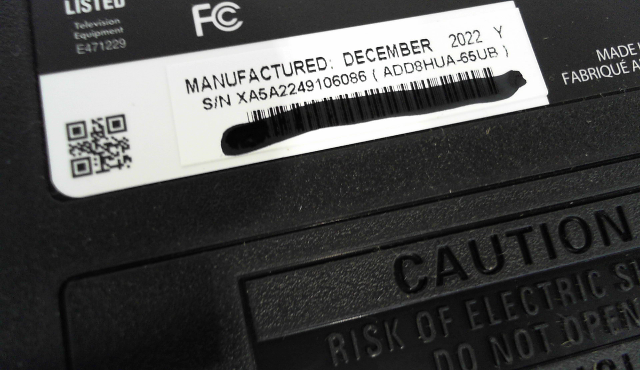 LISTED
Television
Equipment
E471229
FC
MANUFACTURED: DECEMBER 2022 Y
S/N XA5A2249106086 ( ADD8HUA-65UB )
MADE
FABRIQUÉ A
CAUTION
RISK OF ELECTRIC S
DO NOT OPEN